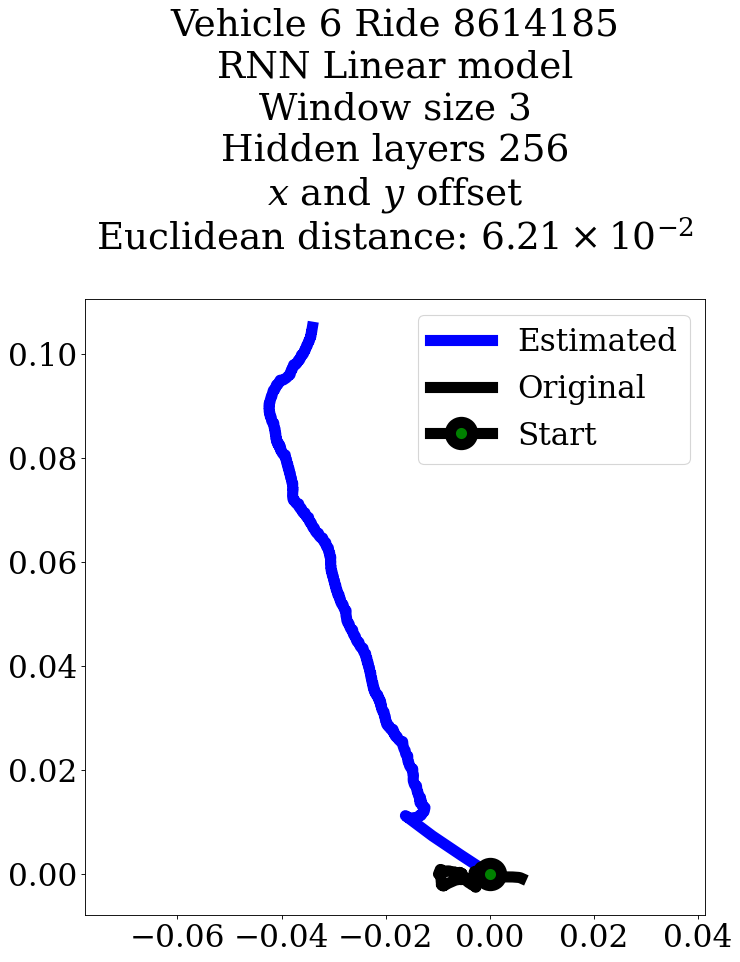 Vehicle 6 Ride 8614185
RNN Linear model
Window size 3
Hidden layers 256
x and y offset
Euclidean distance: 6.21 × 10⁻²
Estimated
Original
Start
0.10
0.08
0.06
0.04
0.02
0.00
−0.06 −0.04 −0.02 0.00 0.02 0.04